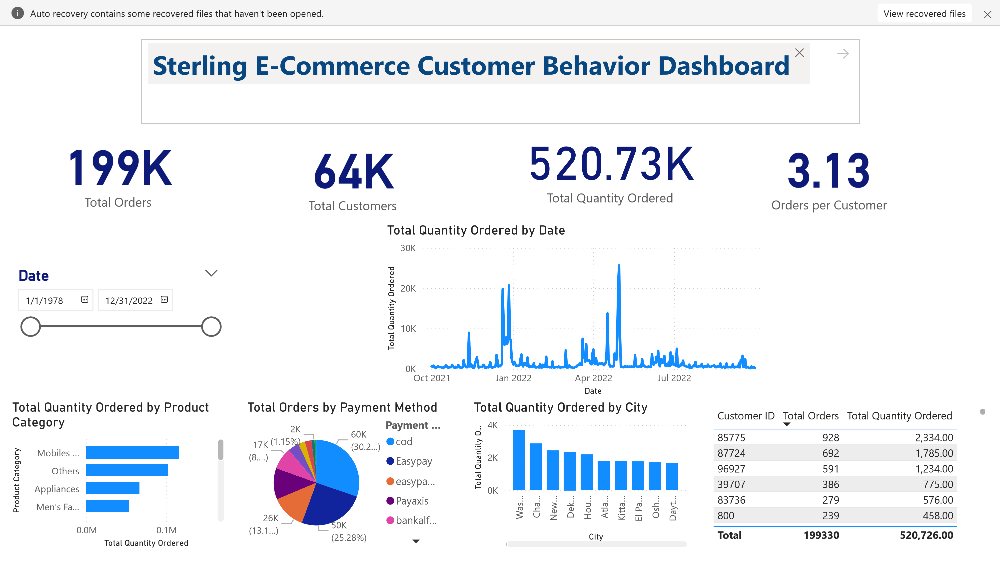 Auto recovery contains some recovered files that haven't been opened.
View recovered files
Sterling E-Commerce Customer Behavior Dashboard
199K
Total Orders
64K
Total Customers
520.73K
Total Quantity Ordered
3.13
Orders per Customer
Date
1/1/1978
12/31/2022
Total Quantity Ordered by Date
Total Quantity Ordered
30K
20K
10K
0K
Oct 2021
Jan 2022
Apr 2022
Jul 2022
Date
Total Quantity Ordered by Product
Category
Product Category
Mobiles ...
Others
Appliances
Men's Fa...
0.0M
0.1M
Total Quantity Ordered
Total Orders by Payment Method
2K
(1.15%)
17K
(8....)
60K
(30.2...)
26K
(13.1...)
50K
(25.28%)
Payment ...
cod
Easypay
easypa...
Payaxis
bankalf...
Total Quantity Ordered by City
Total Quantity O...
4K
2K
0K
Was...
Cha...
New...
Dek...
Hou...
Atla...
Kitta...
El Pa...
Osh...
Dayt...
City
Customer ID Total Orders Total Quantity Ordered
85775 928 2,334.00
87724 692 1,785.00
96927 591 1,234.00
39707 386 775.00
83736 279 576.00
800 239 458.00
Total 199330 520,726.00